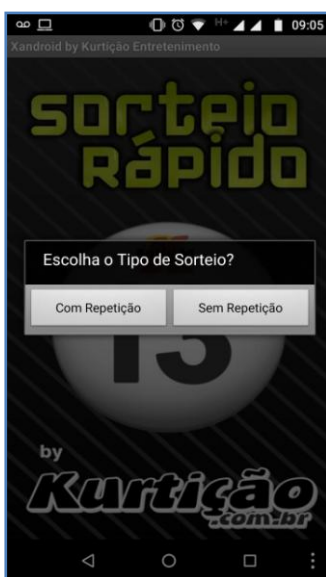 H+ 09:05
Xandroid by Kurtição Entretenimento
sorteio
Rápido
Escolha o Tipo de Sorteio?
Com Repetição Sem Repetição
13
by
Kurtição
.com.br